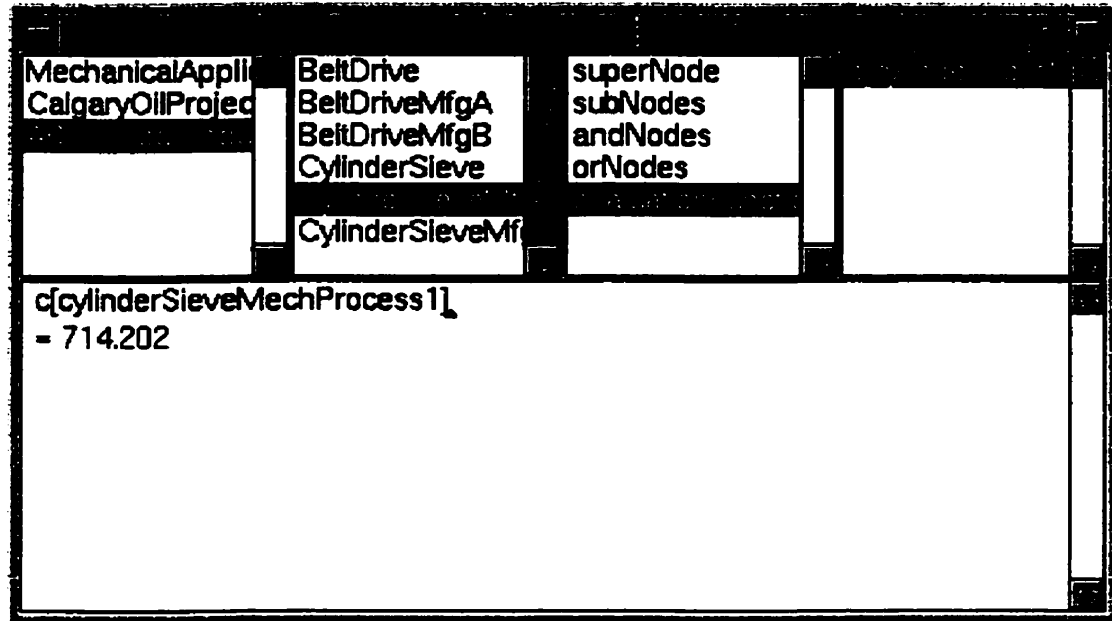 MechanicalAppli
CalgaryOilProjec
BeltDrive
BeltDriveMfgA
BeltDriveMfgB
CylinderSieve
CylinderSieveMf
superNode
subNodes
andNodes
orNodes
c[cylinderSieveMechProcess1]
= 714.202